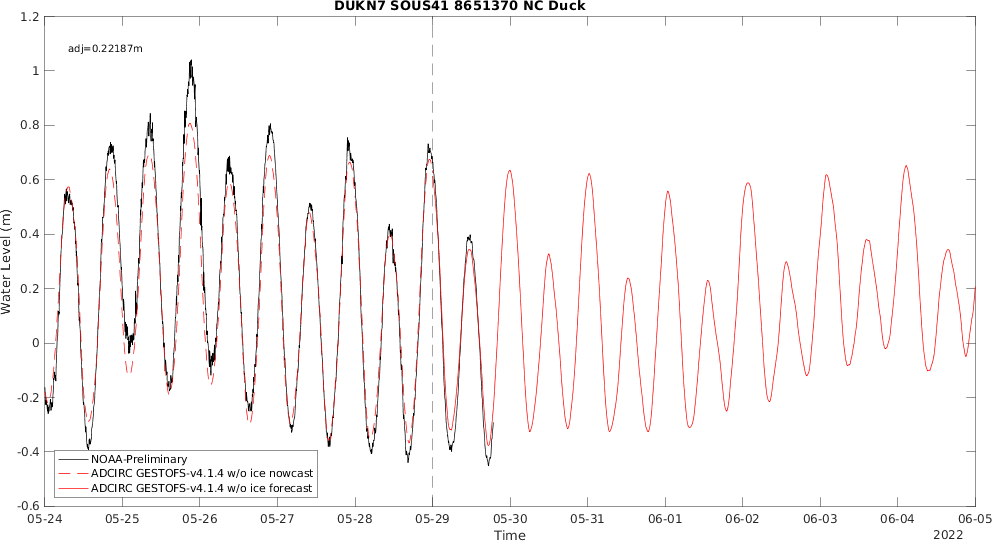 DUKN7 SOUS41 8651370 NC Duck
adj=0.22187m
Water Level (m)
1.2
1
0.8
0.6
0.4
0.2
0
-0.2
-0.4
-0.6
NOAA-Preliminary
ADCIRC GESTOFS-v4.1.4 w/o ice nowcast
ADCIRC GESTOFS-v4.1.4 w/o ice forecast
05-24 05-25 05-26 05-27 05-28 05-29 05-30 05-31 06-01 06-02 06-03 06-04 06-05
Time
2022